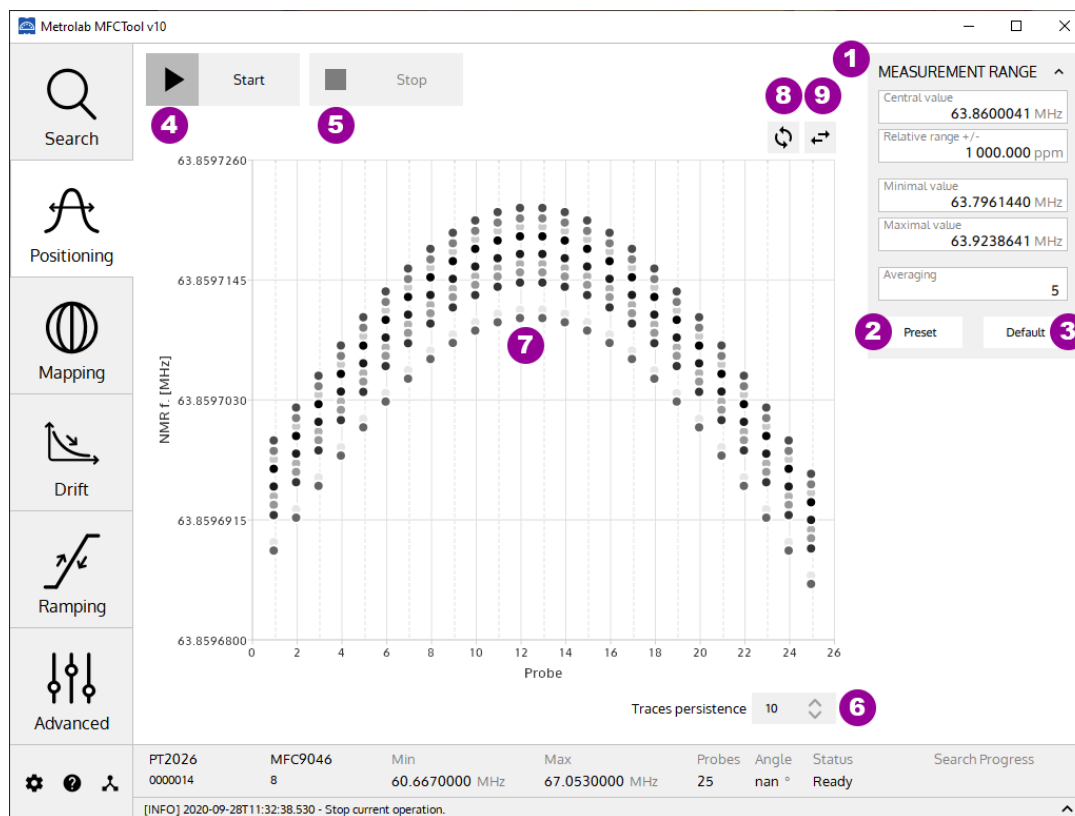 Metrolab MFCTool v10
Search
Positioning
Mapping
Drift
Ramping
Advanced
Start
Stop
4
5
8
9
1
MEASUREMENT RANGE
Central value
63.8600041 MHz
Relative range +/-
1 000.000 ppm
Minimal value
63.7961440 MHz
Maximal value
63.9238641 MHz
Averaging
5
2
Preset
Default
3
NMR f. [MHz]
63.8597260
63.8597145
63.8597030
63.8596915
63.8596800
7
0 2 4 6 8 10 12 14 16 18 20 22 24 26
Probe
Traces persistence 10
6
PT2026 MFC9046 Min Max Probes Angle Status Search Progress
0000014 8 60.6670000 MHz 67.0530000 MHz 25 nan ° Ready
[INFO] 2020-09-28T11:32:38.530 - Stop current operation.